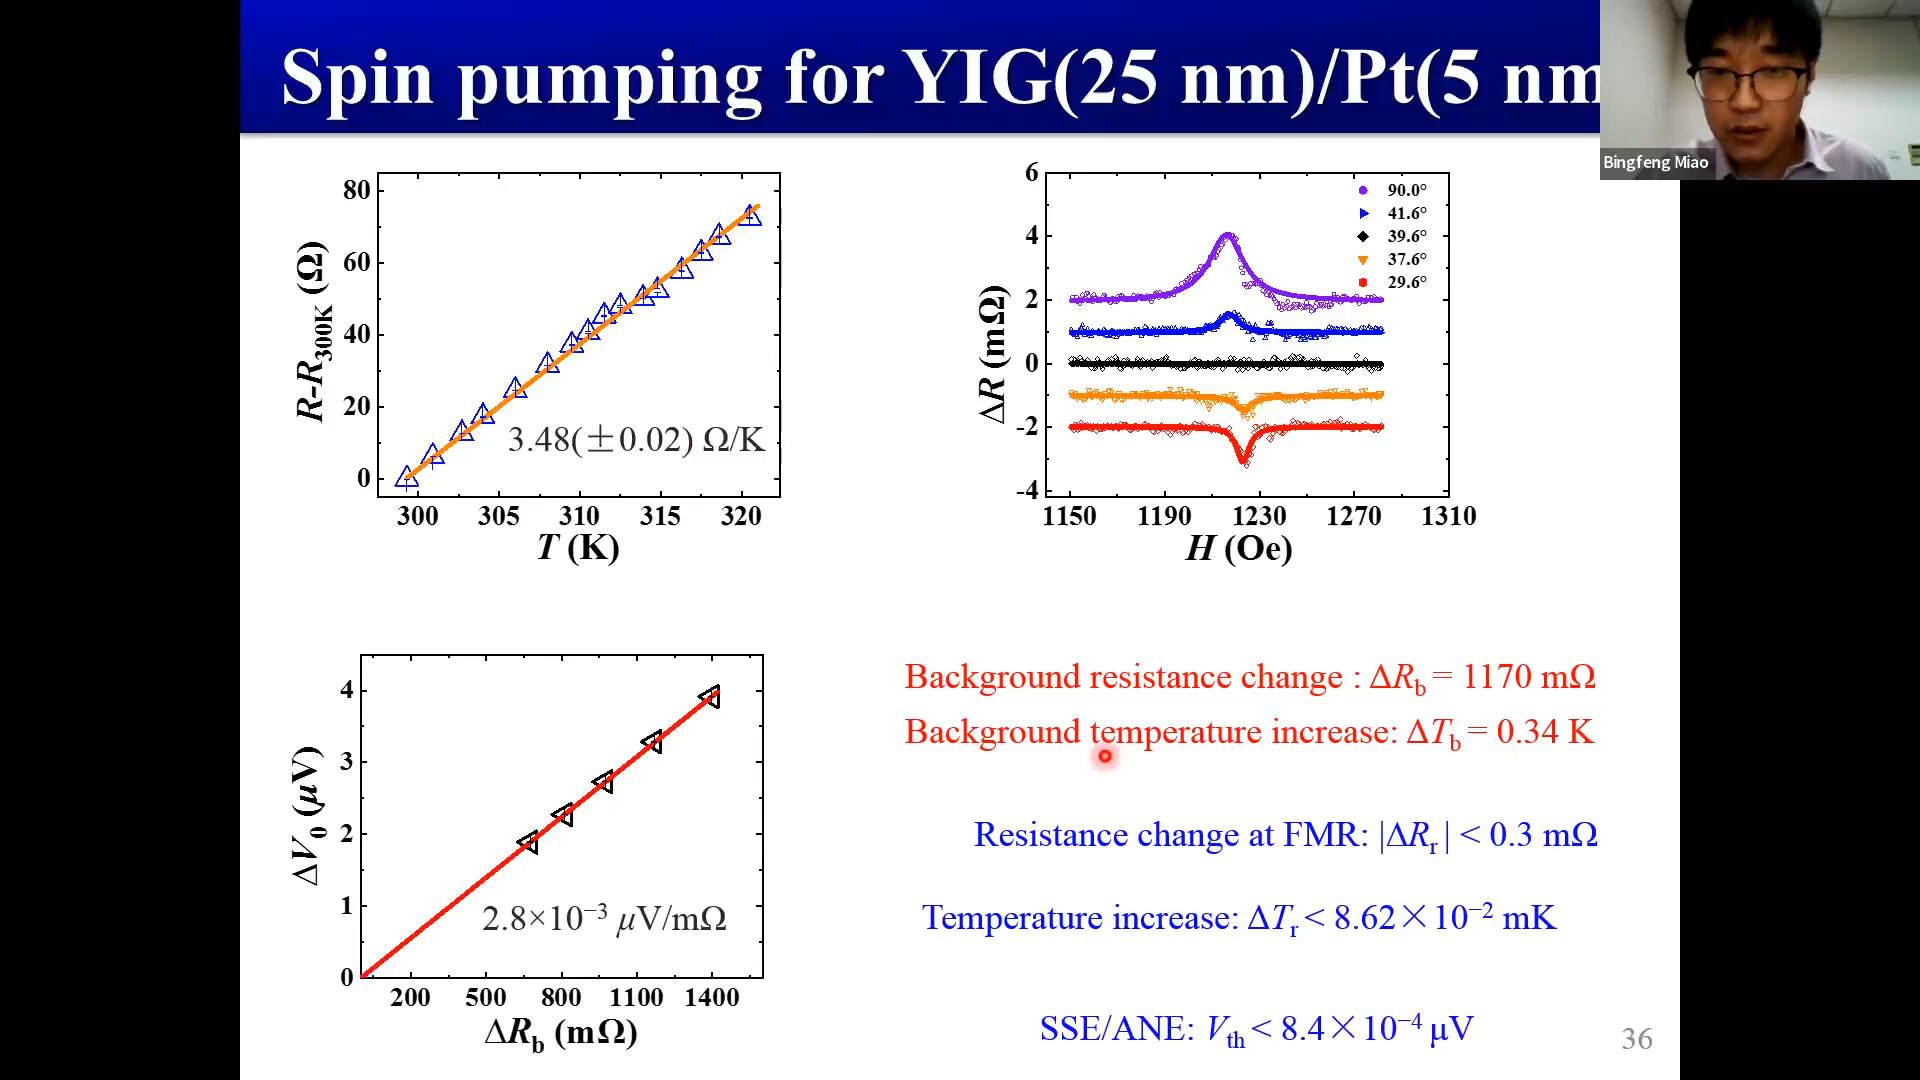 Spin pumping for YIG(25 nm)/Pt(5 nm
Bingfeng Miao
R-R300K (Ω)
80
60
40
20
0
3.48(±0.02) Ω/K
300 305 310 315 320
T (K)
ΔR (mΩ)
6
4
2
0
-2
-4
90.0°
41.6°
39.6°
37.6°
29.6°
1150 1190 1230 1270 1310
H (Oe)
ΔV0 (μV)
4
3
2
1
0
2.8×10⁻³ μV/mΩ
200 500 800 1100 1400
ΔRb (mΩ)
Background resistance change : ΔRb = 1170 mΩ
Background temperature increase: ΔTb = 0.34 K
Resistance change at FMR: |ΔRr| < 0.3 mΩ
Temperature increase: ΔTr < 8.62×10⁻² mK
SSE/ANE: Vth < 8.4×10⁻⁴ μV
36